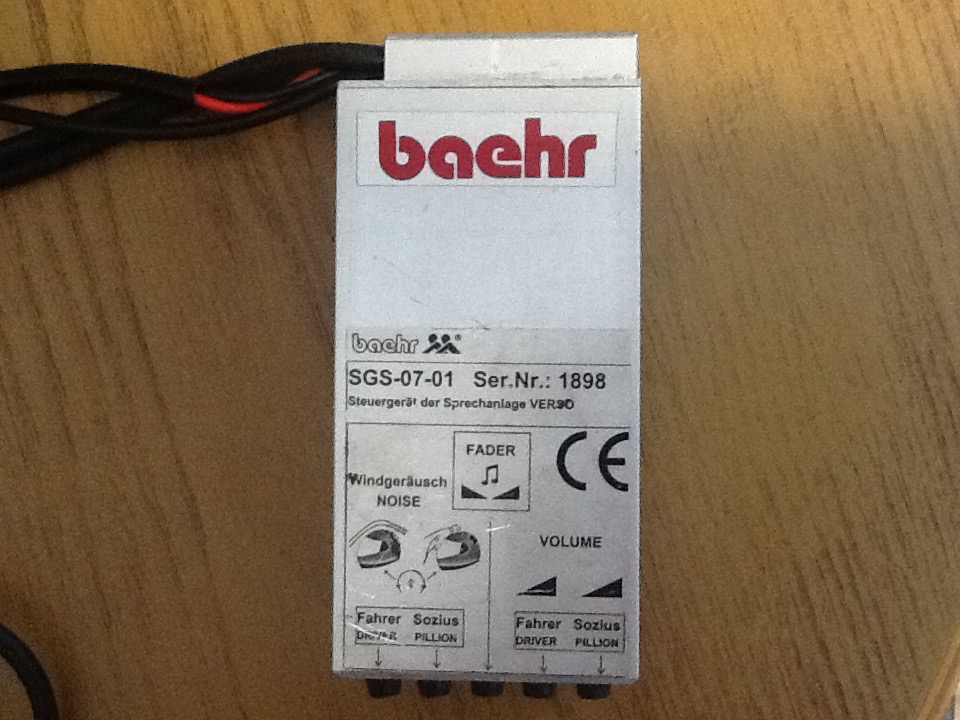 baehr
baehr
SGS-07-01 Ser.Nr.: 1898
Steuergerät der Sprechanlage VERSO
FADER
CE
Windgeräusch
NOISE
VOLUME
Fahrer Sozius
DRIVER PILLION
Fahrer Sozius
DRIVER PILLION